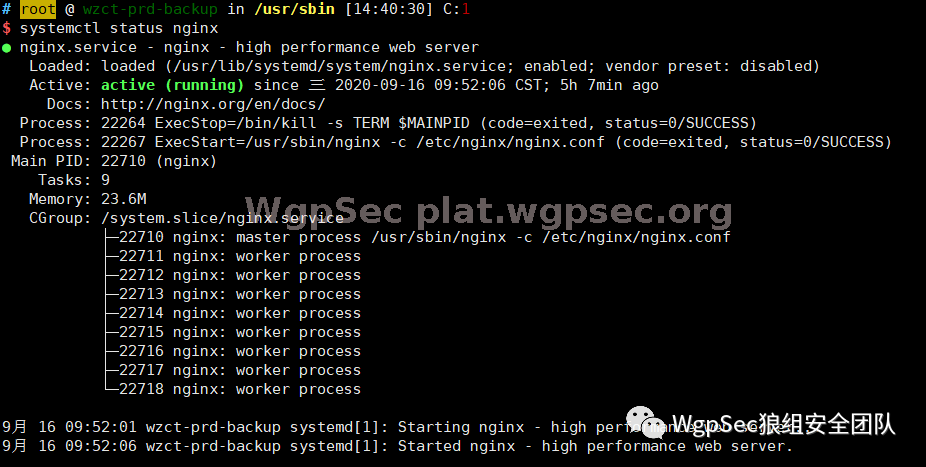 # root @ wzct-prd-backup in /usr/sbin [14:40:30] C:1
$ systemctl status nginx
● nginx.service - nginx - high performance web server
Loaded: loaded (/usr/lib/systemd/system/nginx.service; enabled; vendor preset: disabled)
Active: active (running) since 三 2020-09-16 09:52:06 CST; 5h 7min ago
Docs: http://nginx.org/en/docs/
Process: 22264 ExecStop=/bin/kill -s TERM $MAINPID (code=exited, status=0/SUCCESS)
Process: 22267 ExecStart=/usr/sbin/nginx -c /etc/nginx/nginx.conf (code=exited, status=0/SUCCESS)
Main PID: 22710 (nginx)
Tasks: 9
Memory: 23.6M
WgpSec plat.wgpsec.org
CGroup: /system.slice/nginx.service
├─22710 nginx: master process /usr/sbin/nginx -c /etc/nginx/nginx.conf
├─22711 nginx: worker process
├─22712 nginx: worker process
├─22713 nginx: worker process
├─22714 nginx: worker process
├─22715 nginx: worker process
├─22716 nginx: worker process
├─22717 nginx: worker process
└─22718 nginx: worker process
9月 16 09:52:01 wzct-prd-backup systemd[1]: Starting nginx - high performance web server...
WgpSec狼组安全团队
9月 16 09:52:06 wzct-prd-backup systemd[1]: Started nginx - high performance web server.